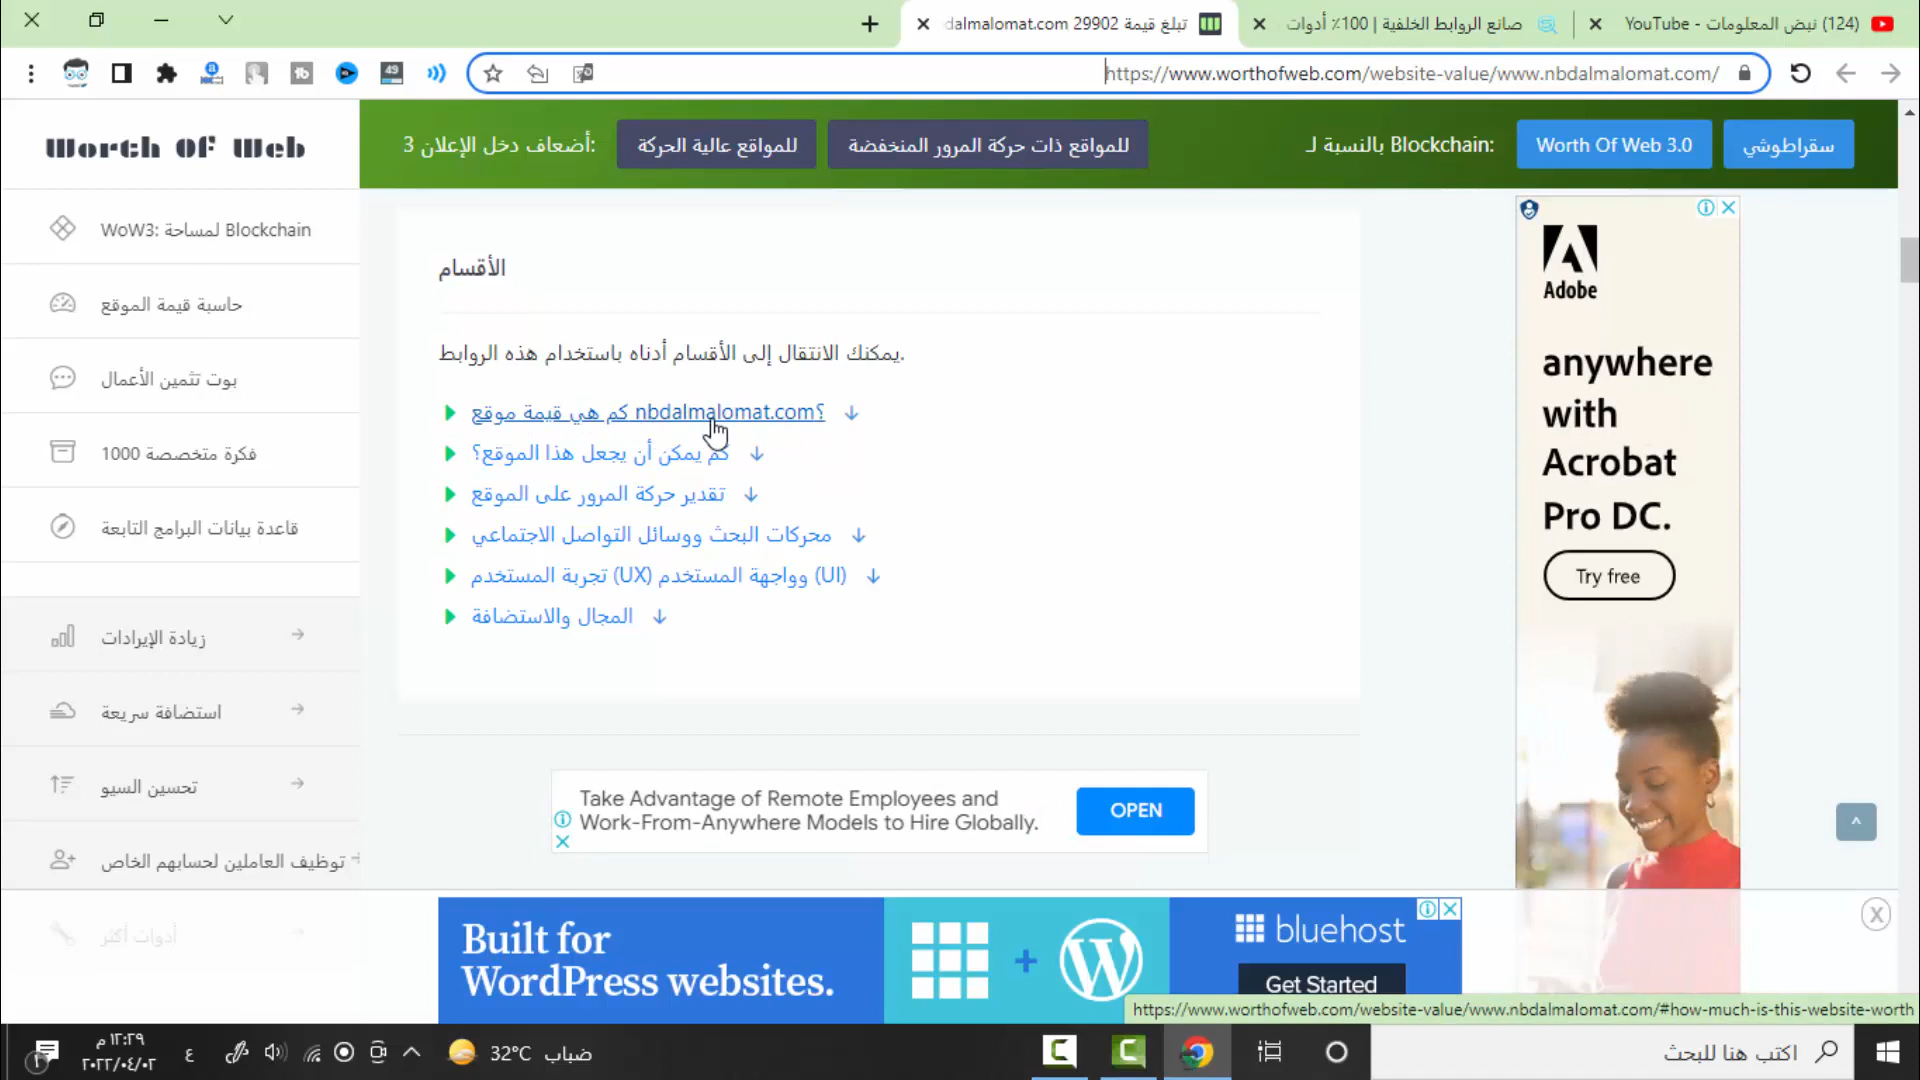 (124) نبض المعلومات - YouTube
صانع الروابط الخلفية | 100٪ أدوات
تبلغ قيمة dalmalomat.com 29902
https://www.worthofweb.com/website-value/www.nbdalmalomat.com/
49
Worth Of Web
أضعاف دخل الإعلان 3:
للمواقع عالية الحركة
للمواقع ذات حركة المرور المنخفضة
بالنسبة لـ Blockchain:
Worth Of Web 3.0
سقراطوشي
WoW3: لمساحة Blockchain
حاسبة قيمة الموقع
بوت تثمين الأعمال
فكرة متخصصة 1000
قاعدة بيانات البرامج التابعة
زيادة الإيرادات
استضافة سريعة
تحسين السيو
توظيف العاملين لحسابهم الخاص
أدوات أكثر
الأقسام
يمكنك الانتقال إلى الأقسام أدناه باستخدام هذه الروابط.
كم هي قيمة موقع nbdalmalomat.com؟
كم يمكن أن يجعل هذا الموقع؟
تقدير حركة المرور على الموقع
محركات البحث ووسائل التواصل الاجتماعي
تجربة المستخدم (UX) وواجهة المستخدم (UI)
المجال والاستضافة
Take Advantage of Remote Employees and
Work-From-Anywhere Models to Hire Globally.
OPEN
Adobe
anywhere
with
Acrobat
Pro DC.
Try free
Built for
WordPress websites.
bluehost
Get Started
https://www.worthofweb.com/website-value/www.nbdalmalomat.com/#how-much-is-this-website-worth
١٢:٢٩ م
٢٠٢٢/٠٤/٠٢
ع
32°C ضباب
اكتب هنا للبحث